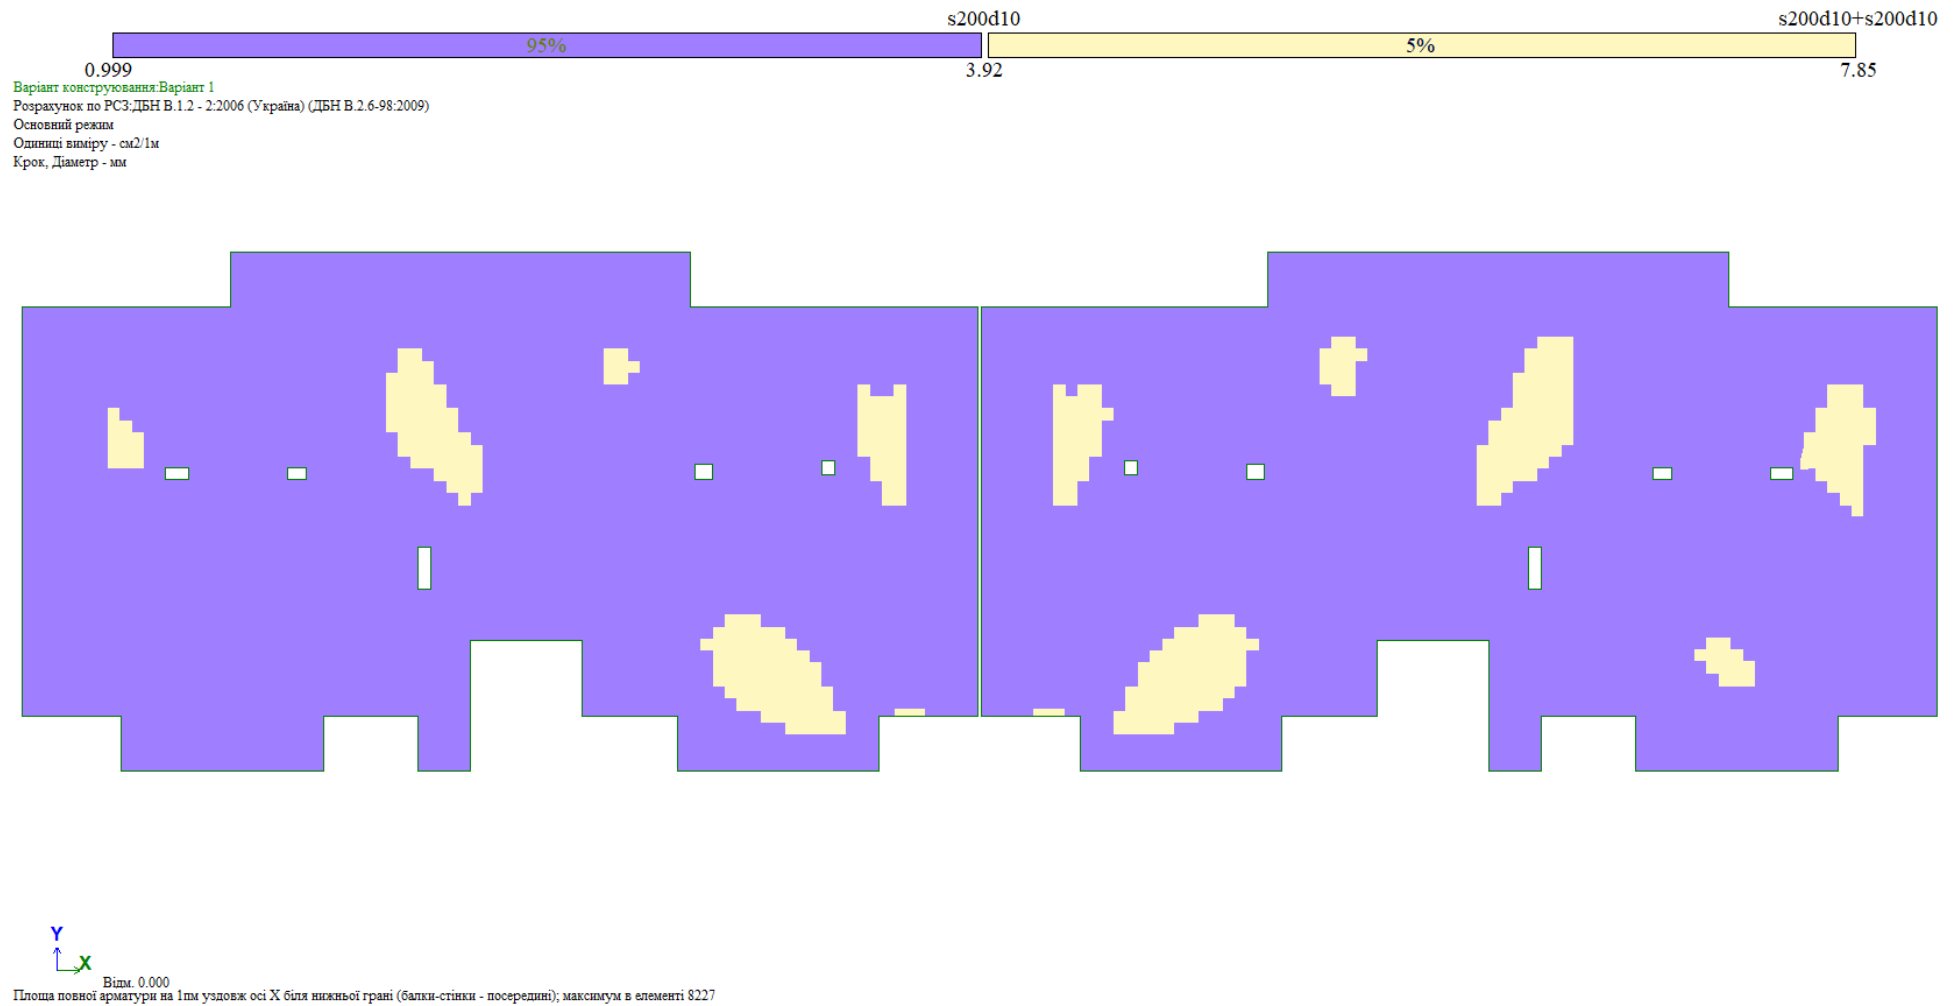 s200d10 s200d10+s200d10
95% 5%
0.999 3.92 7.85
Варіант конструювання:Варіант 1
Розрахунок по РСЗ:ДБН В.1.2 - 2:2006 (Україна) (ДБН В.2.6-98:2009)
Основний режим
Одиниці виміру - см2/1м
Крок, Діаметр - мм
Y
X
Відм. 0.000
Площа повної арматури на 1пм уздовж осі X біля нижньої грані (балки-стінки - посередині); максимум в елементі 8227